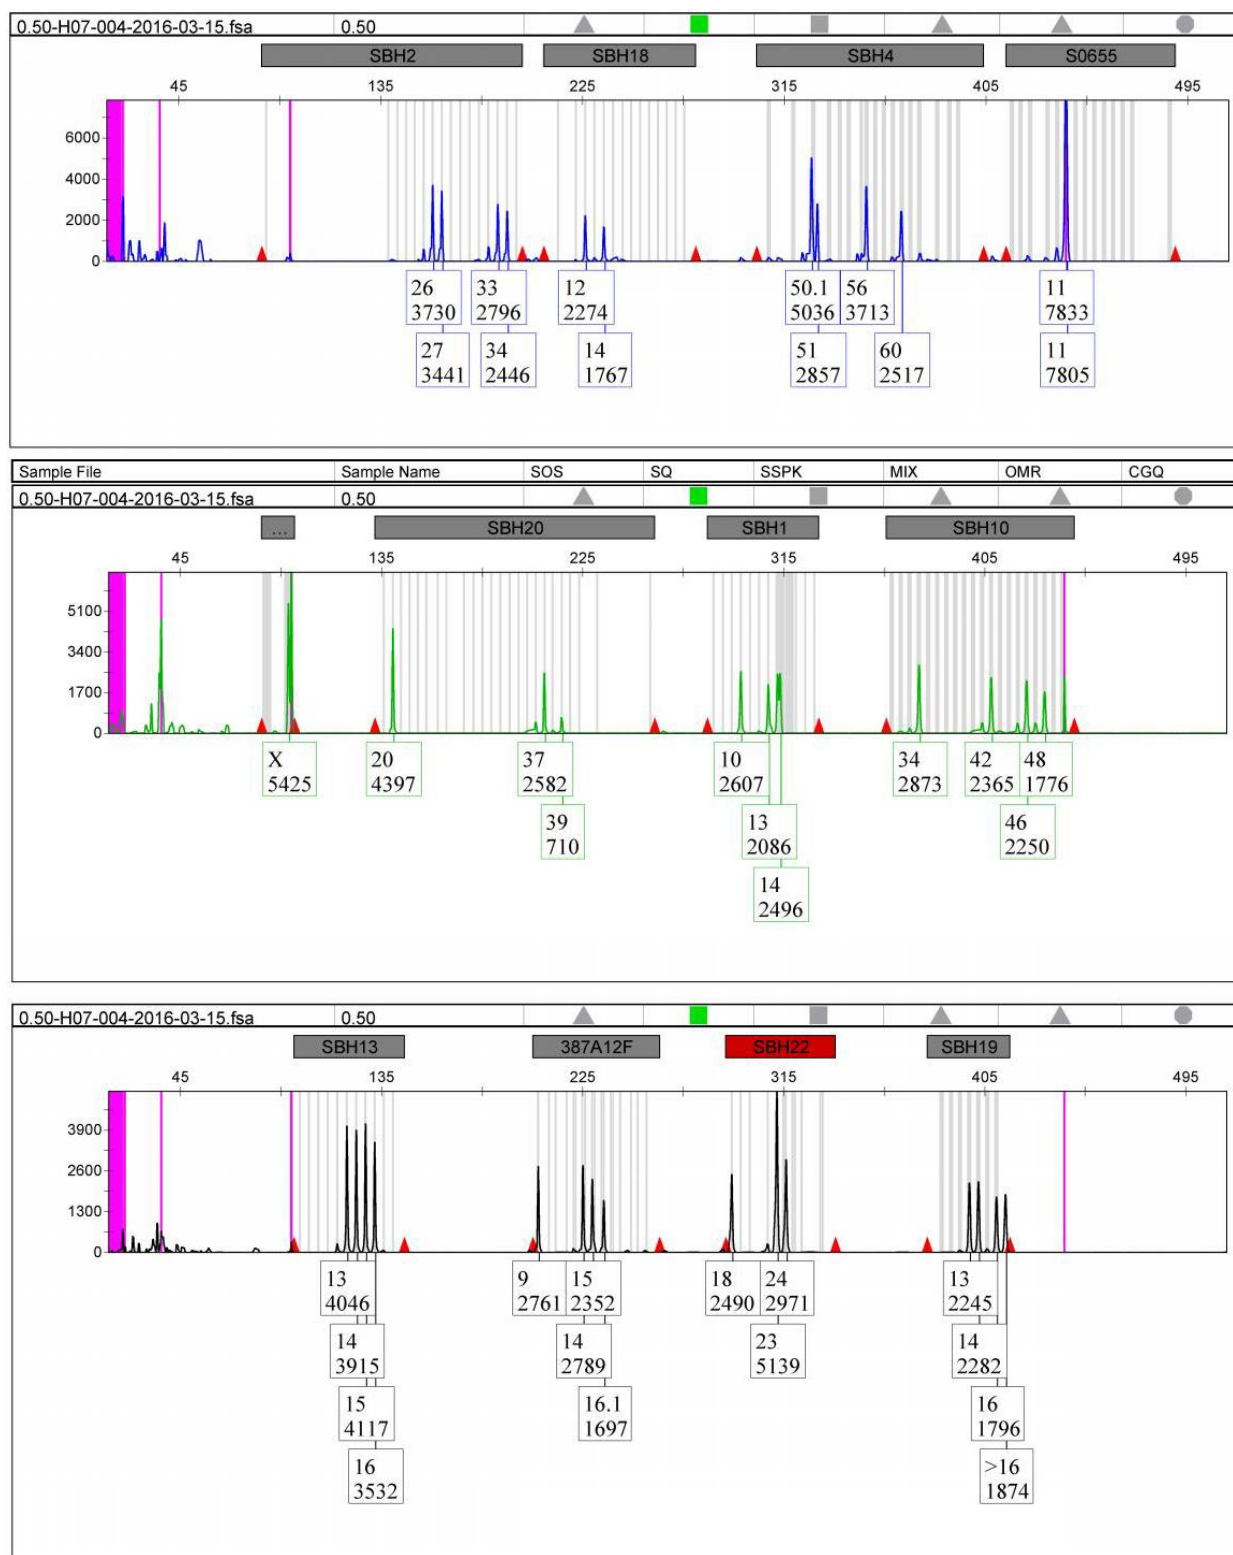 0.50-H07-004-2016-03-15.fsa 0.50
SBH2 SBH18 SBH4 S0655
45 135 225 315 405 495
6000
4000
2000
0
26 33 12 50.1 56 11
3730 2796 2274 5036 3713 7833
27 34 14 51 60 11
3441 2446 1767 2857 2517 7805
Sample File Sample Name SOS SQ SSPK MIX OMR CGQ
0.50-H07-004-2016-03-15.fsa 0.50
... SBH20 SBH1 SBH10
45 135 225 315 405 495
5100
3400
1700
0
X 20 37 10 34 42 48
5425 4397 2582 2607 2873 2365 1776
39 13 46
710 2086 2250
14
2496
0.50-H07-004-2016-03-15.fsa 0.50
SBH13 387A12F SBH22 SBH19
45 135 225 315 405 495
3900
2600
1300
0
13 9 15 18 24 13
4046 2761 2352 2490 2971 2245
14 14 23 14
3915 2789 5139 2282
15 16.1 16
4117 1697 1796
16 >16
3532 1874